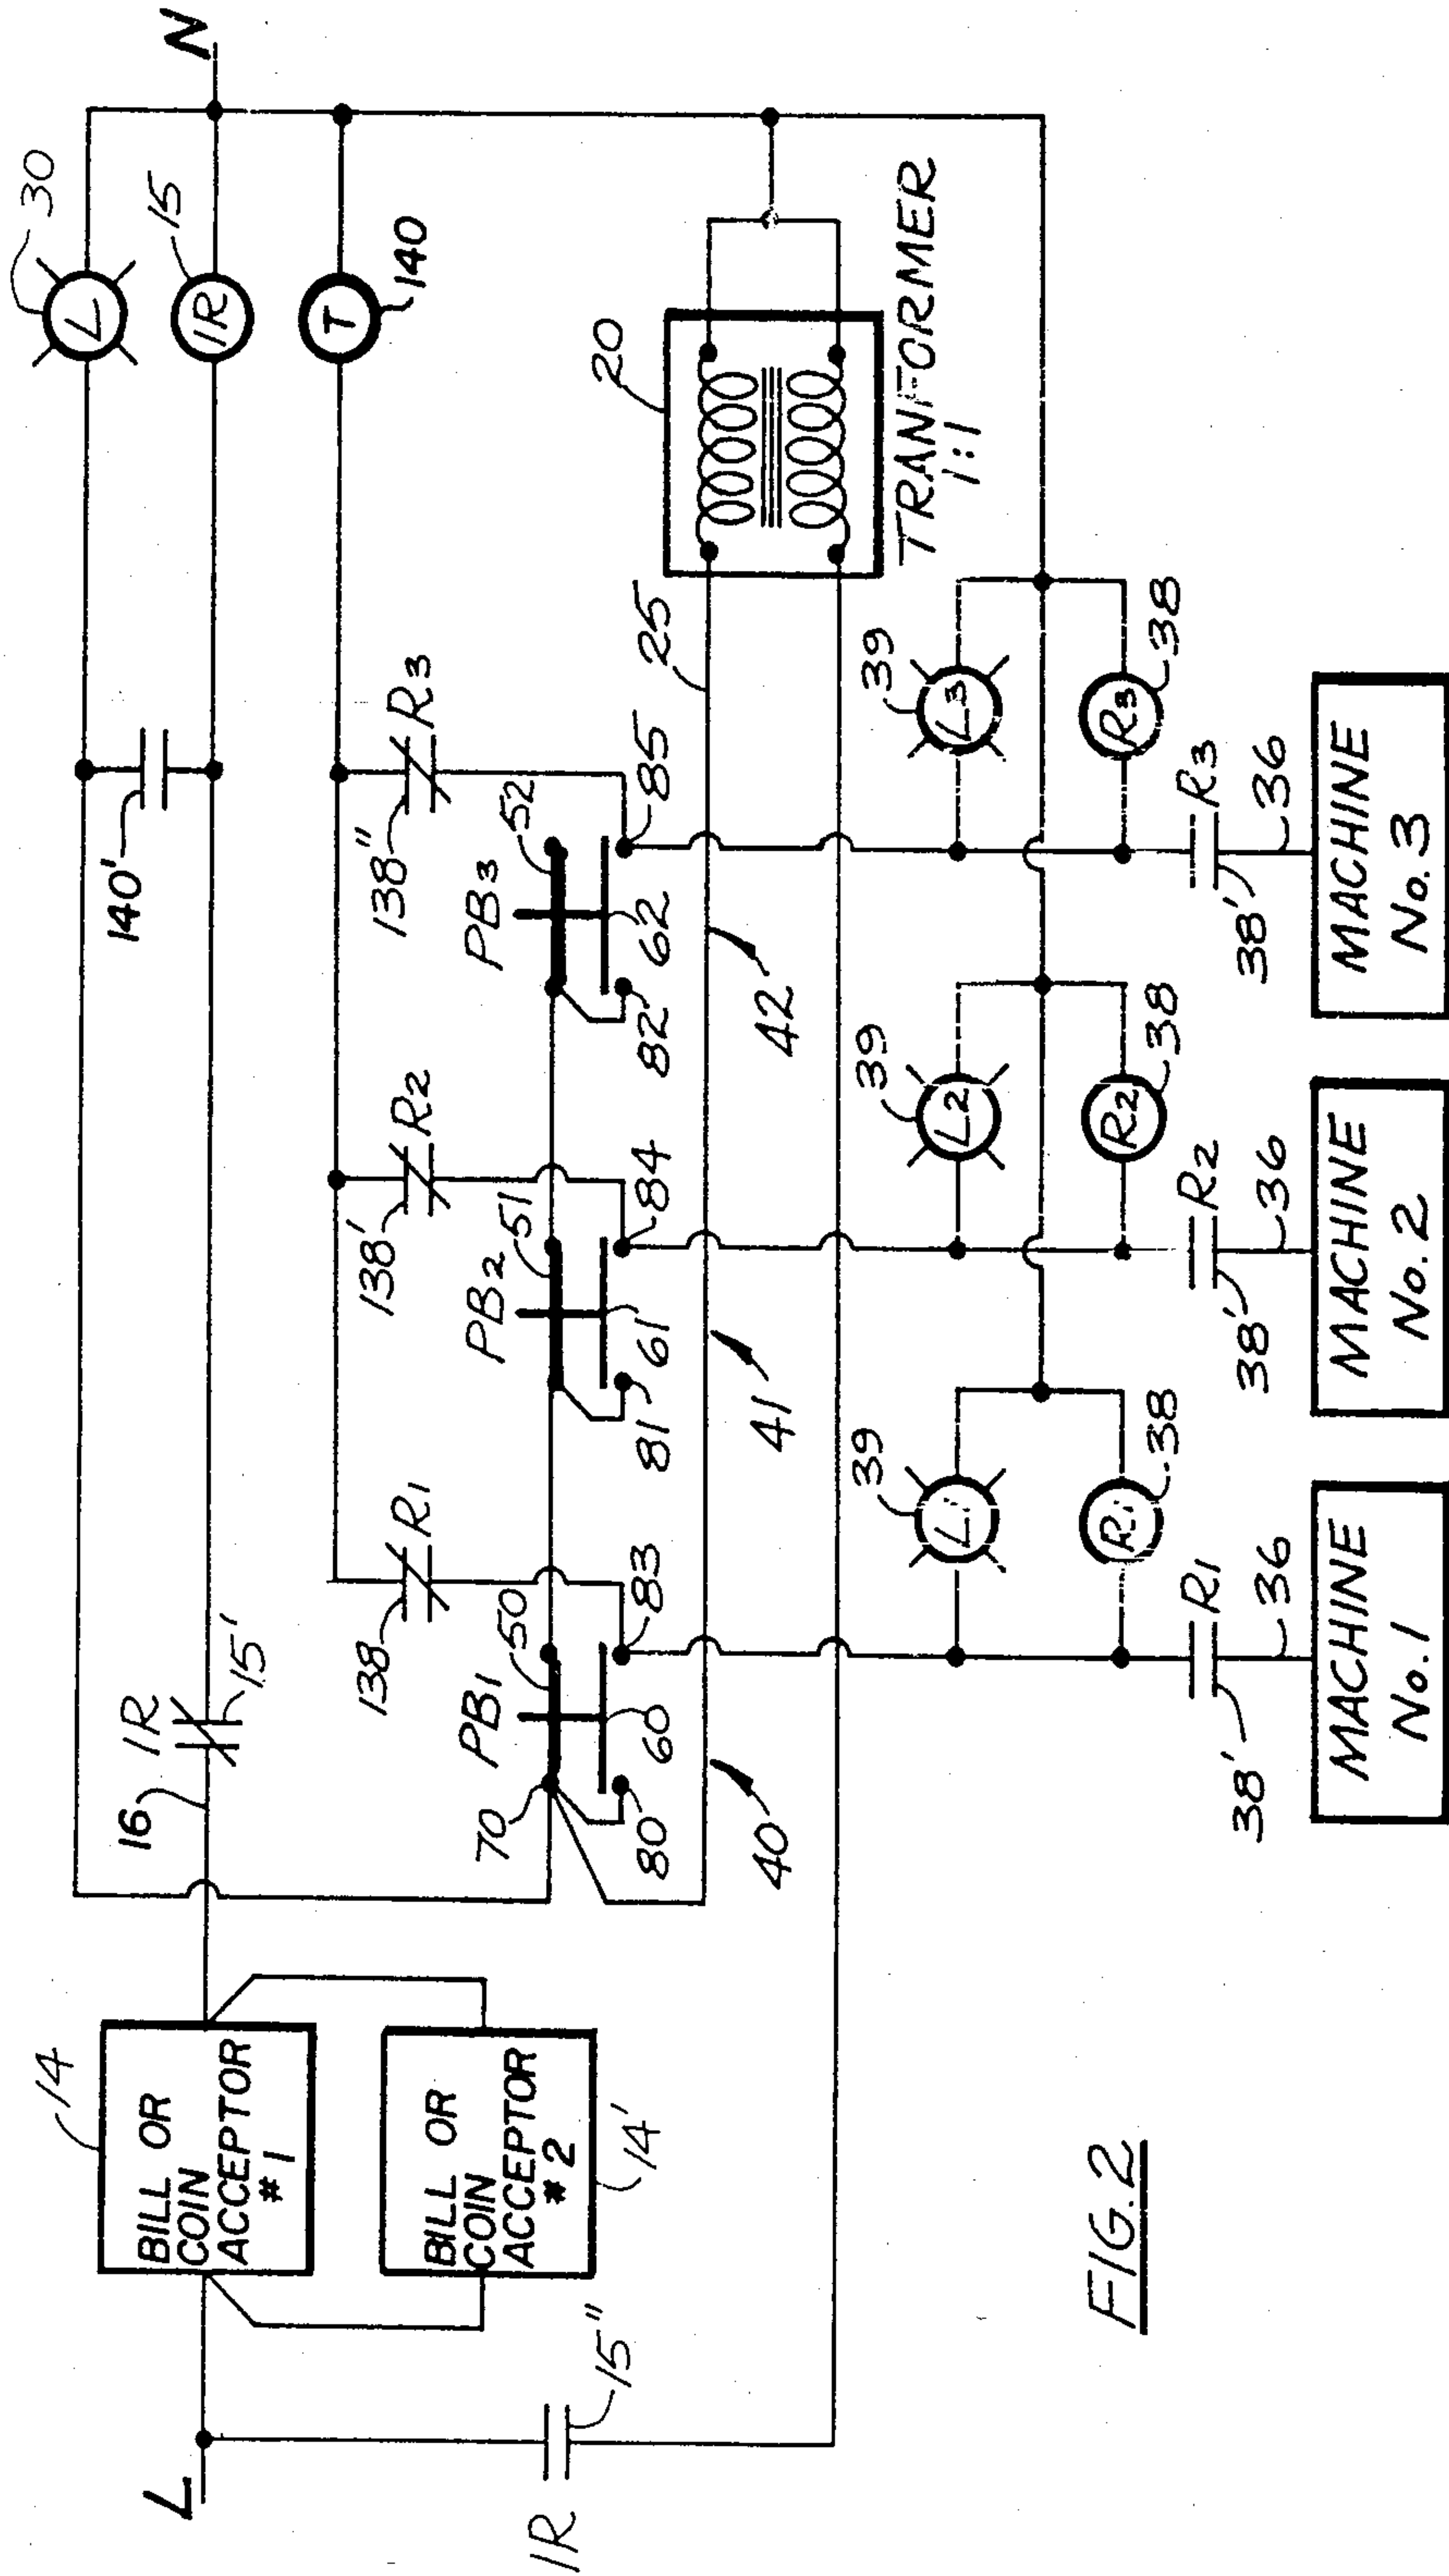 L
N
BILL OR
COIN
ACCEPTOR
#1
14
BILL OR
COIN
ACCEPTOR
#2
14'
1R
15"
16
1R
15'
140'
L
30
1R
15
T
140
138
R1
138'
R2
138"
R3
70
PB1
50
80
60
83
PB2
51
81
61
84
PB3
52
82
62
85
40
41
42
25
20
TRANFORMER
1:1
39
L1
R1
38
39
L2
R2
38
39
L3
R3
38
38'
R1
36
38'
R2
36
38'
R3
36
MACHINE
No. 1
MACHINE
No. 2
MACHINE
No. 3
FIG. 2